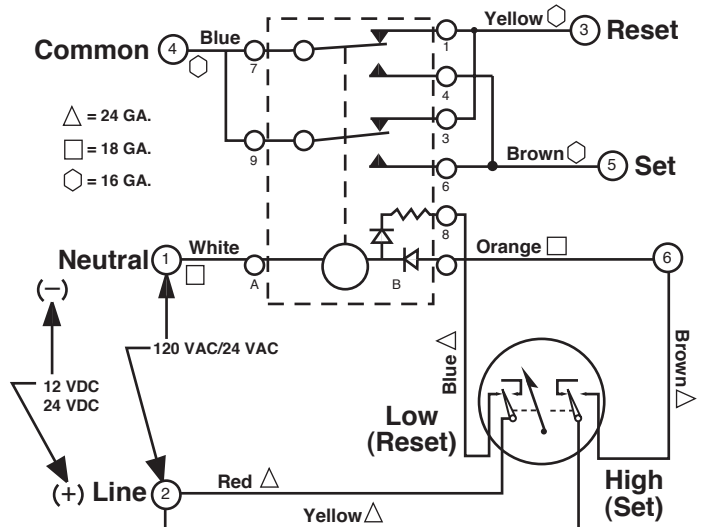 Yellow
3 Reset
Common 4 Blue
7
1
4
△ = 24 GA.
□ = 18 GA.
⬡ = 16 GA.
9
3
Brown
5 Set
6
8
Neutral 1 White
A
B
Orange
6
(−)
120 VAC/24 VAC
12 VDC
24 VDC
Blue
Brown
Low
(Reset)
High
(Set)
(+) Line 2
Red
Yellow